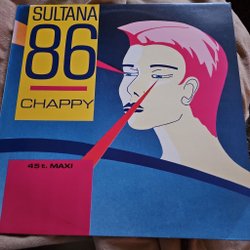 SULTANA
86
CHAPPY
45 t. MAXI